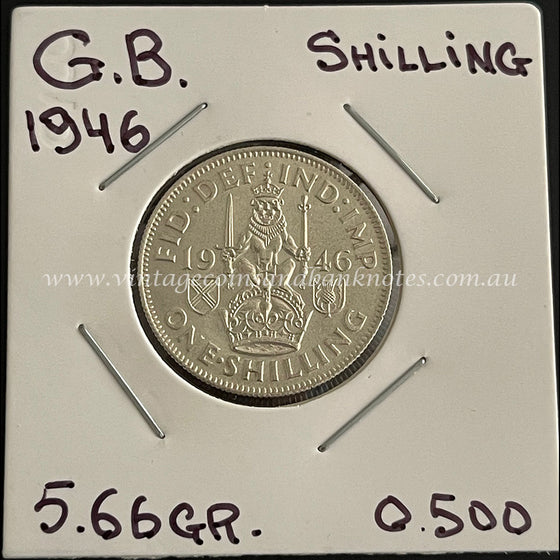 G.B. SHILLING
1946
FID: DEF: IND: IMP
19 46
www.vintagecoinsandbanknotes.com.au
ONE·SHILLING
5.66GR. 0.500